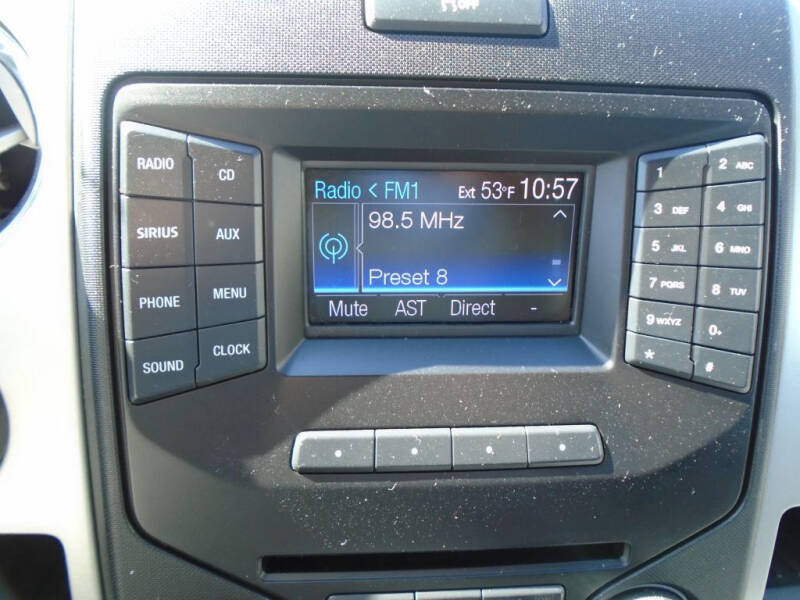 OFF
RADIO
CD
SIRIUS
AUX
PHONE
MENU
SOUND
CLOCK
Radio < FM1 Ext 53°F 10:57
98.5 MHz
Preset 8
Mute AST Direct -
1
2 ABC
3 DEF
4 GHI
5 JKL
6 MNO
7 PQRS
8 TUV
9 WXYZ
0+
*
#